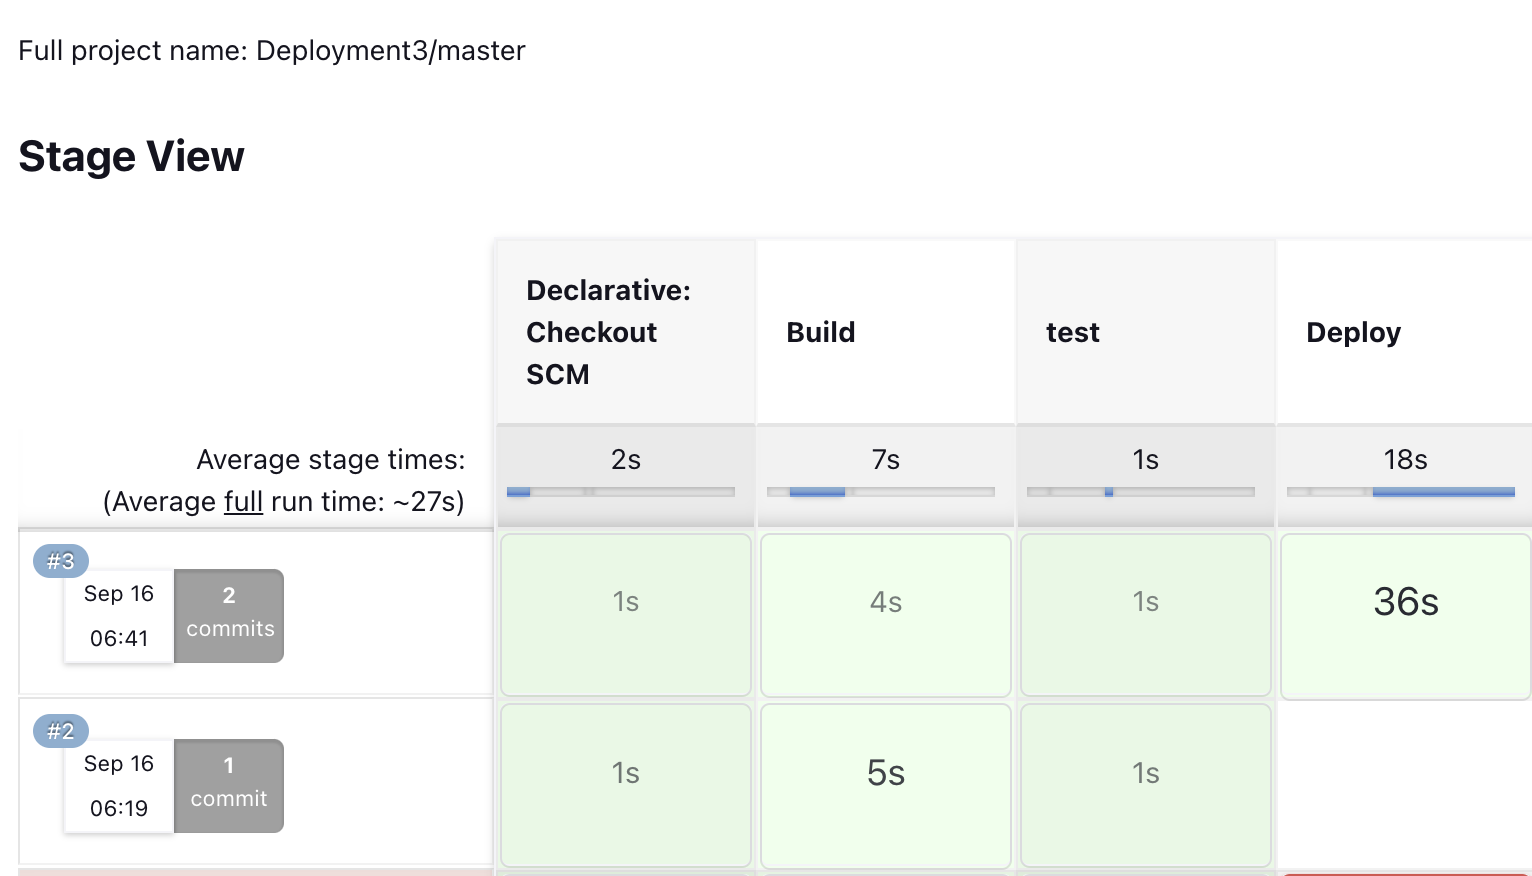 Full project name: Deployment3/master
Stage View
Declarative:
Checkout
SCM
Build
test
Deploy
Average stage times:
(Average full run time: ~27s)
2s
7s
1s
18s
#3
Sep 16
06:41
2
commits
1s
4s
1s
36s
#2
Sep 16
06:19
1
commit
1s
5s
1s